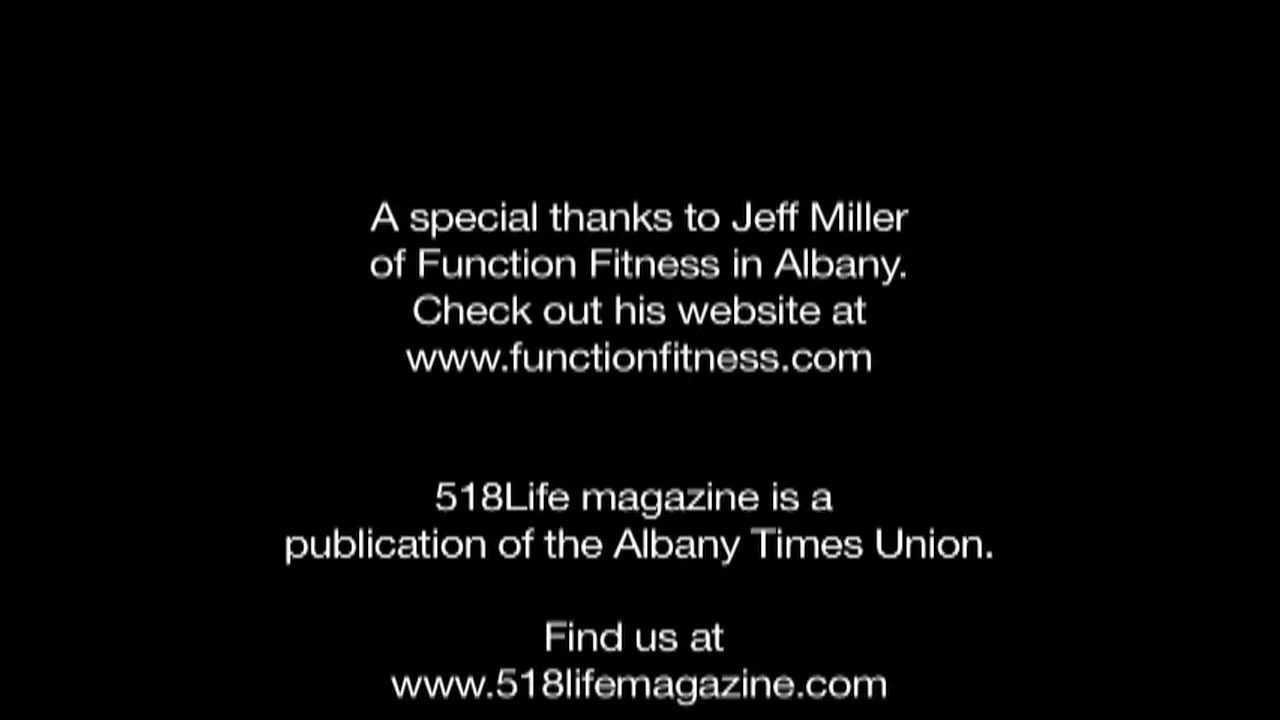 A special thanks to Jeff Miller
of Function Fitness in Albany.
Check out his website at
www.functionfitness.com
518Life magazine is a
publication of the Albany Times Union.
Find us at
www.518lifemagazine.com